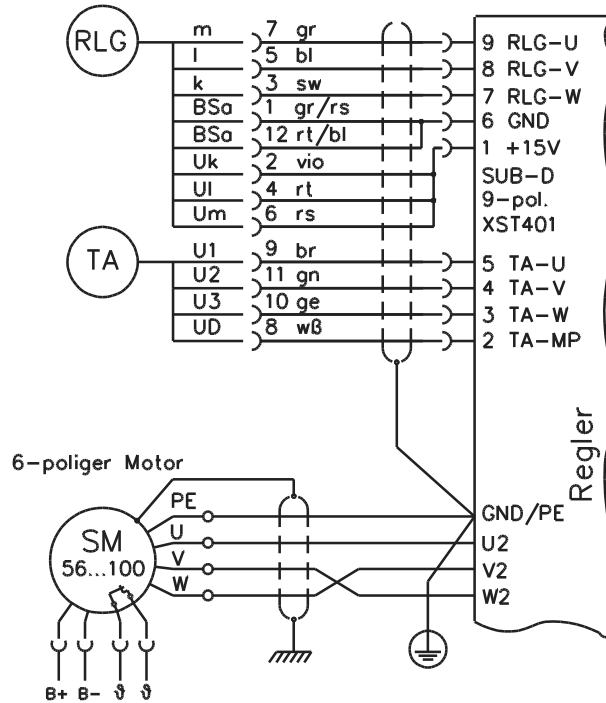 RLG m 7 gr 9 RLG-U
l 5 bl 8 RLG-V
k 3 sw 7 RLG-W
BSa 1 gr/rs 6 GND
BSa 12 rt/bl 1 +15V
Uk 2 vio SUB-D
Ul 4 rt 9-pol.
Um 6 rs XST401
TA U1 9 br 5 TA-U
U2 11 gn 4 TA-V
U3 10 ge 3 TA-W
UD 8 wß 2 TA-MP
Regler
6-poliger Motor
PE GND/PE
SM U U2
56...100 V V2
W W2
B+ B- ϑ ϑ